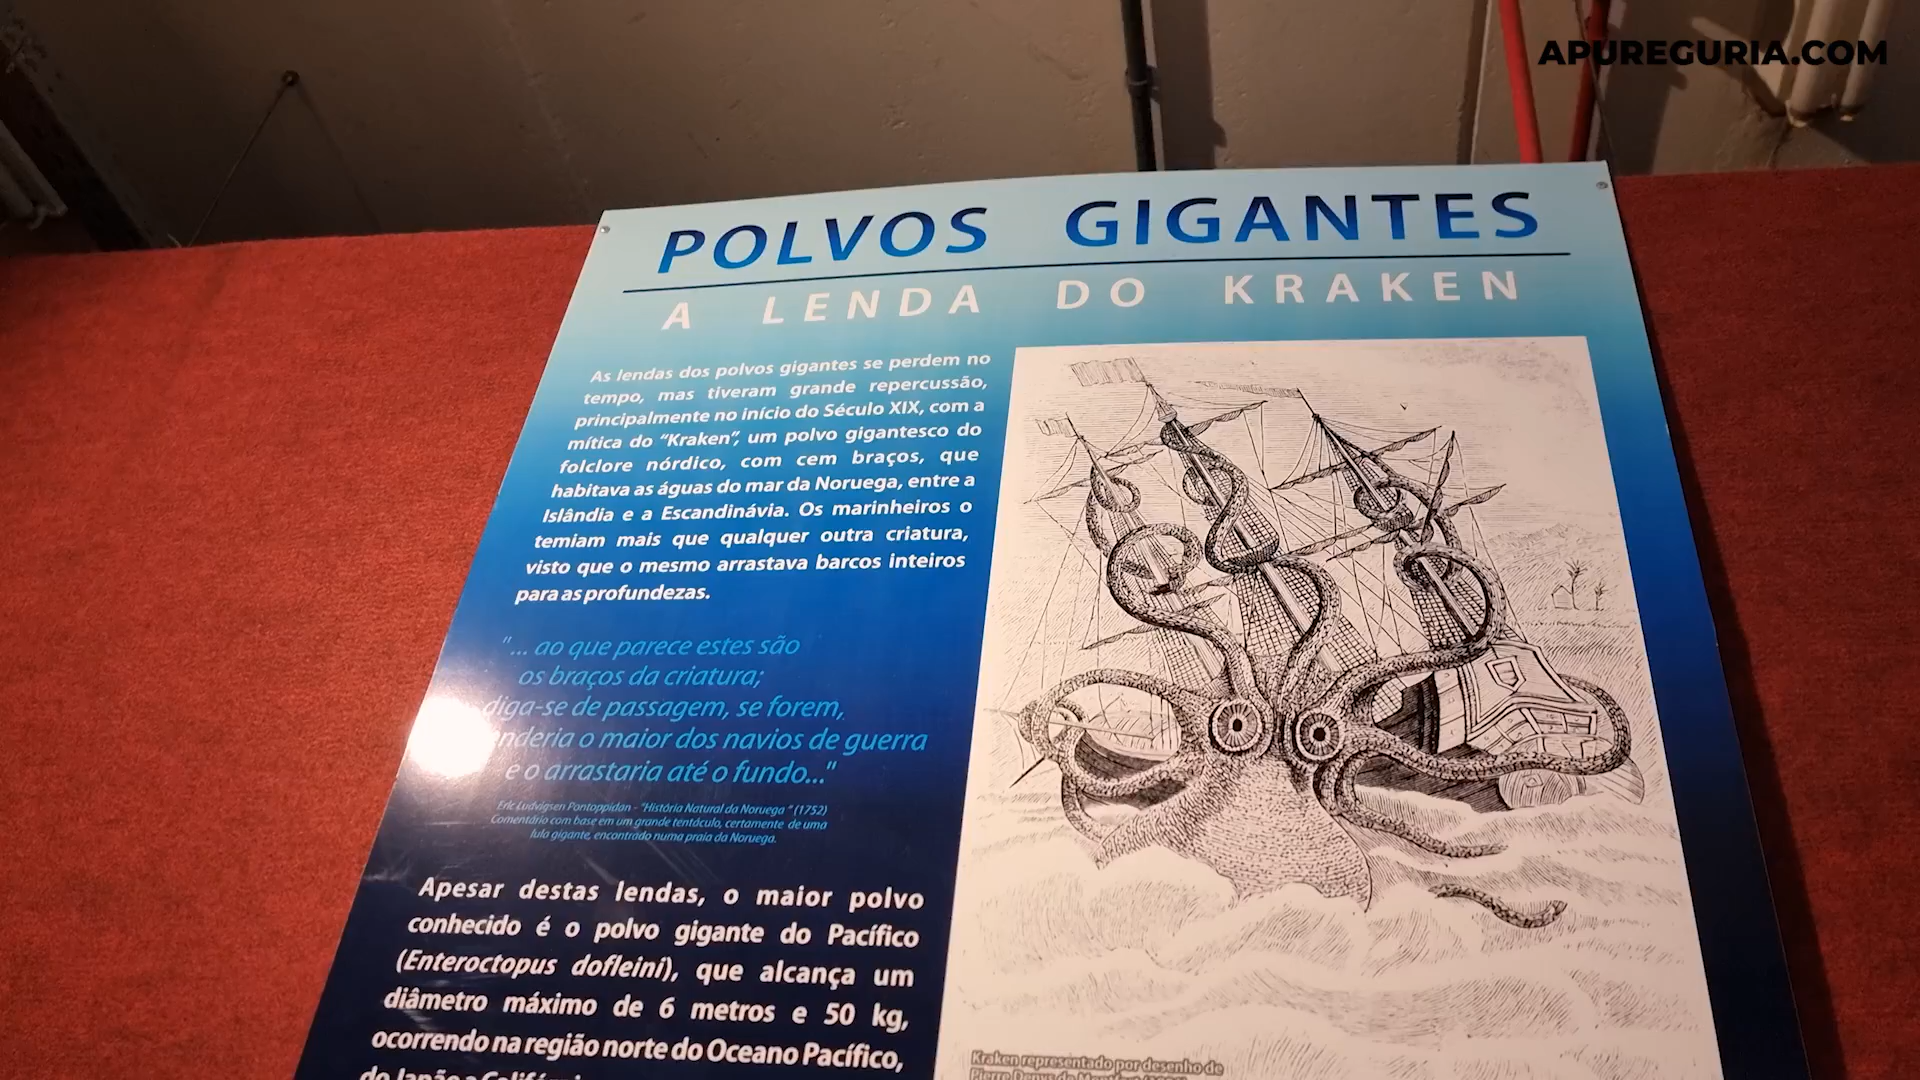 APUREGURIA.COM
POLVOS GIGANTES
A LENDA DO KRAKEN
As lendas dos polvos gigantes se perdem no
tempo, mas tiveram grande repercussão,
principalmente no início do Século XIX, com a
mítica do "Kraken", um polvo gigantesco do
folclore nórdico, com cem braços, que
habitava as águas do mar da Noruega, entre a
Islândia e a Escandinávia. Os marinheiros o
temiam mais que qualquer outra criatura,
visto que o mesmo arrastava barcos inteiros
para as profundezas.
"... ao que parece estes são
os braços da criatura;
diga-se de passagem, se forem,
o maior dos navios de guerra
e o arrastaria até o fundo..."
Eric Ludvigsen Pontoppidan - "História Natural da Noruega" (1752)
Comentário com base em um grande tentáculo, certamente de uma
lula gigante, encontrado numa praia da Noruega.
Apesar destas lendas, o maior polvo
conhecido é o polvo gigante do Pacífico
(Enteroctopus dofleini), que alcança um
diâmetro máximo de 6 metros e 50 kg,
ocorrendo na região norte do Oceano Pacífico,
do Japão a
Kraken representado por desenho de
Pierre Denys de